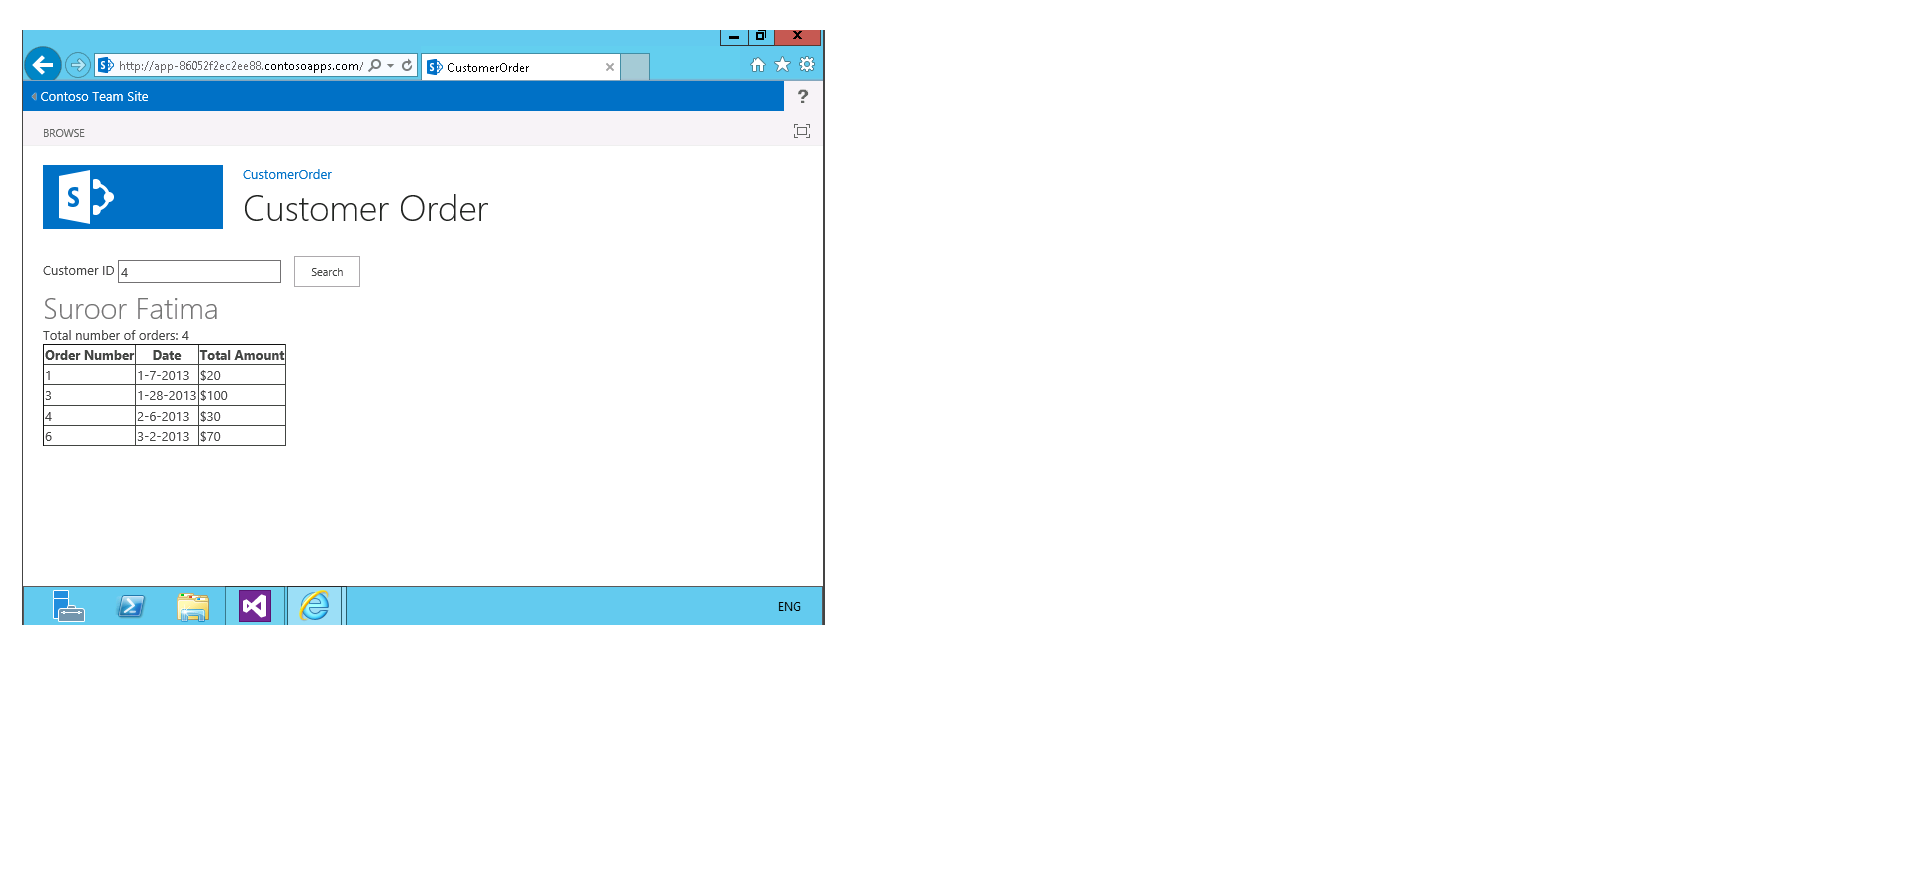 http://app-86052f2ec2ee88.contosoapps.com/
CustomerOrder
Contoso Team Site
?
BROWSE
S
CustomerOrder
Customer Order
Customer ID 4 Search
Suroor Fatima
Total number of orders: 4
Order Number Date Total Amount
1 1-7-2013 $20
3 1-28-2013 $100
4 2-6-2013 $30
6 3-2-2013 $70
ENG